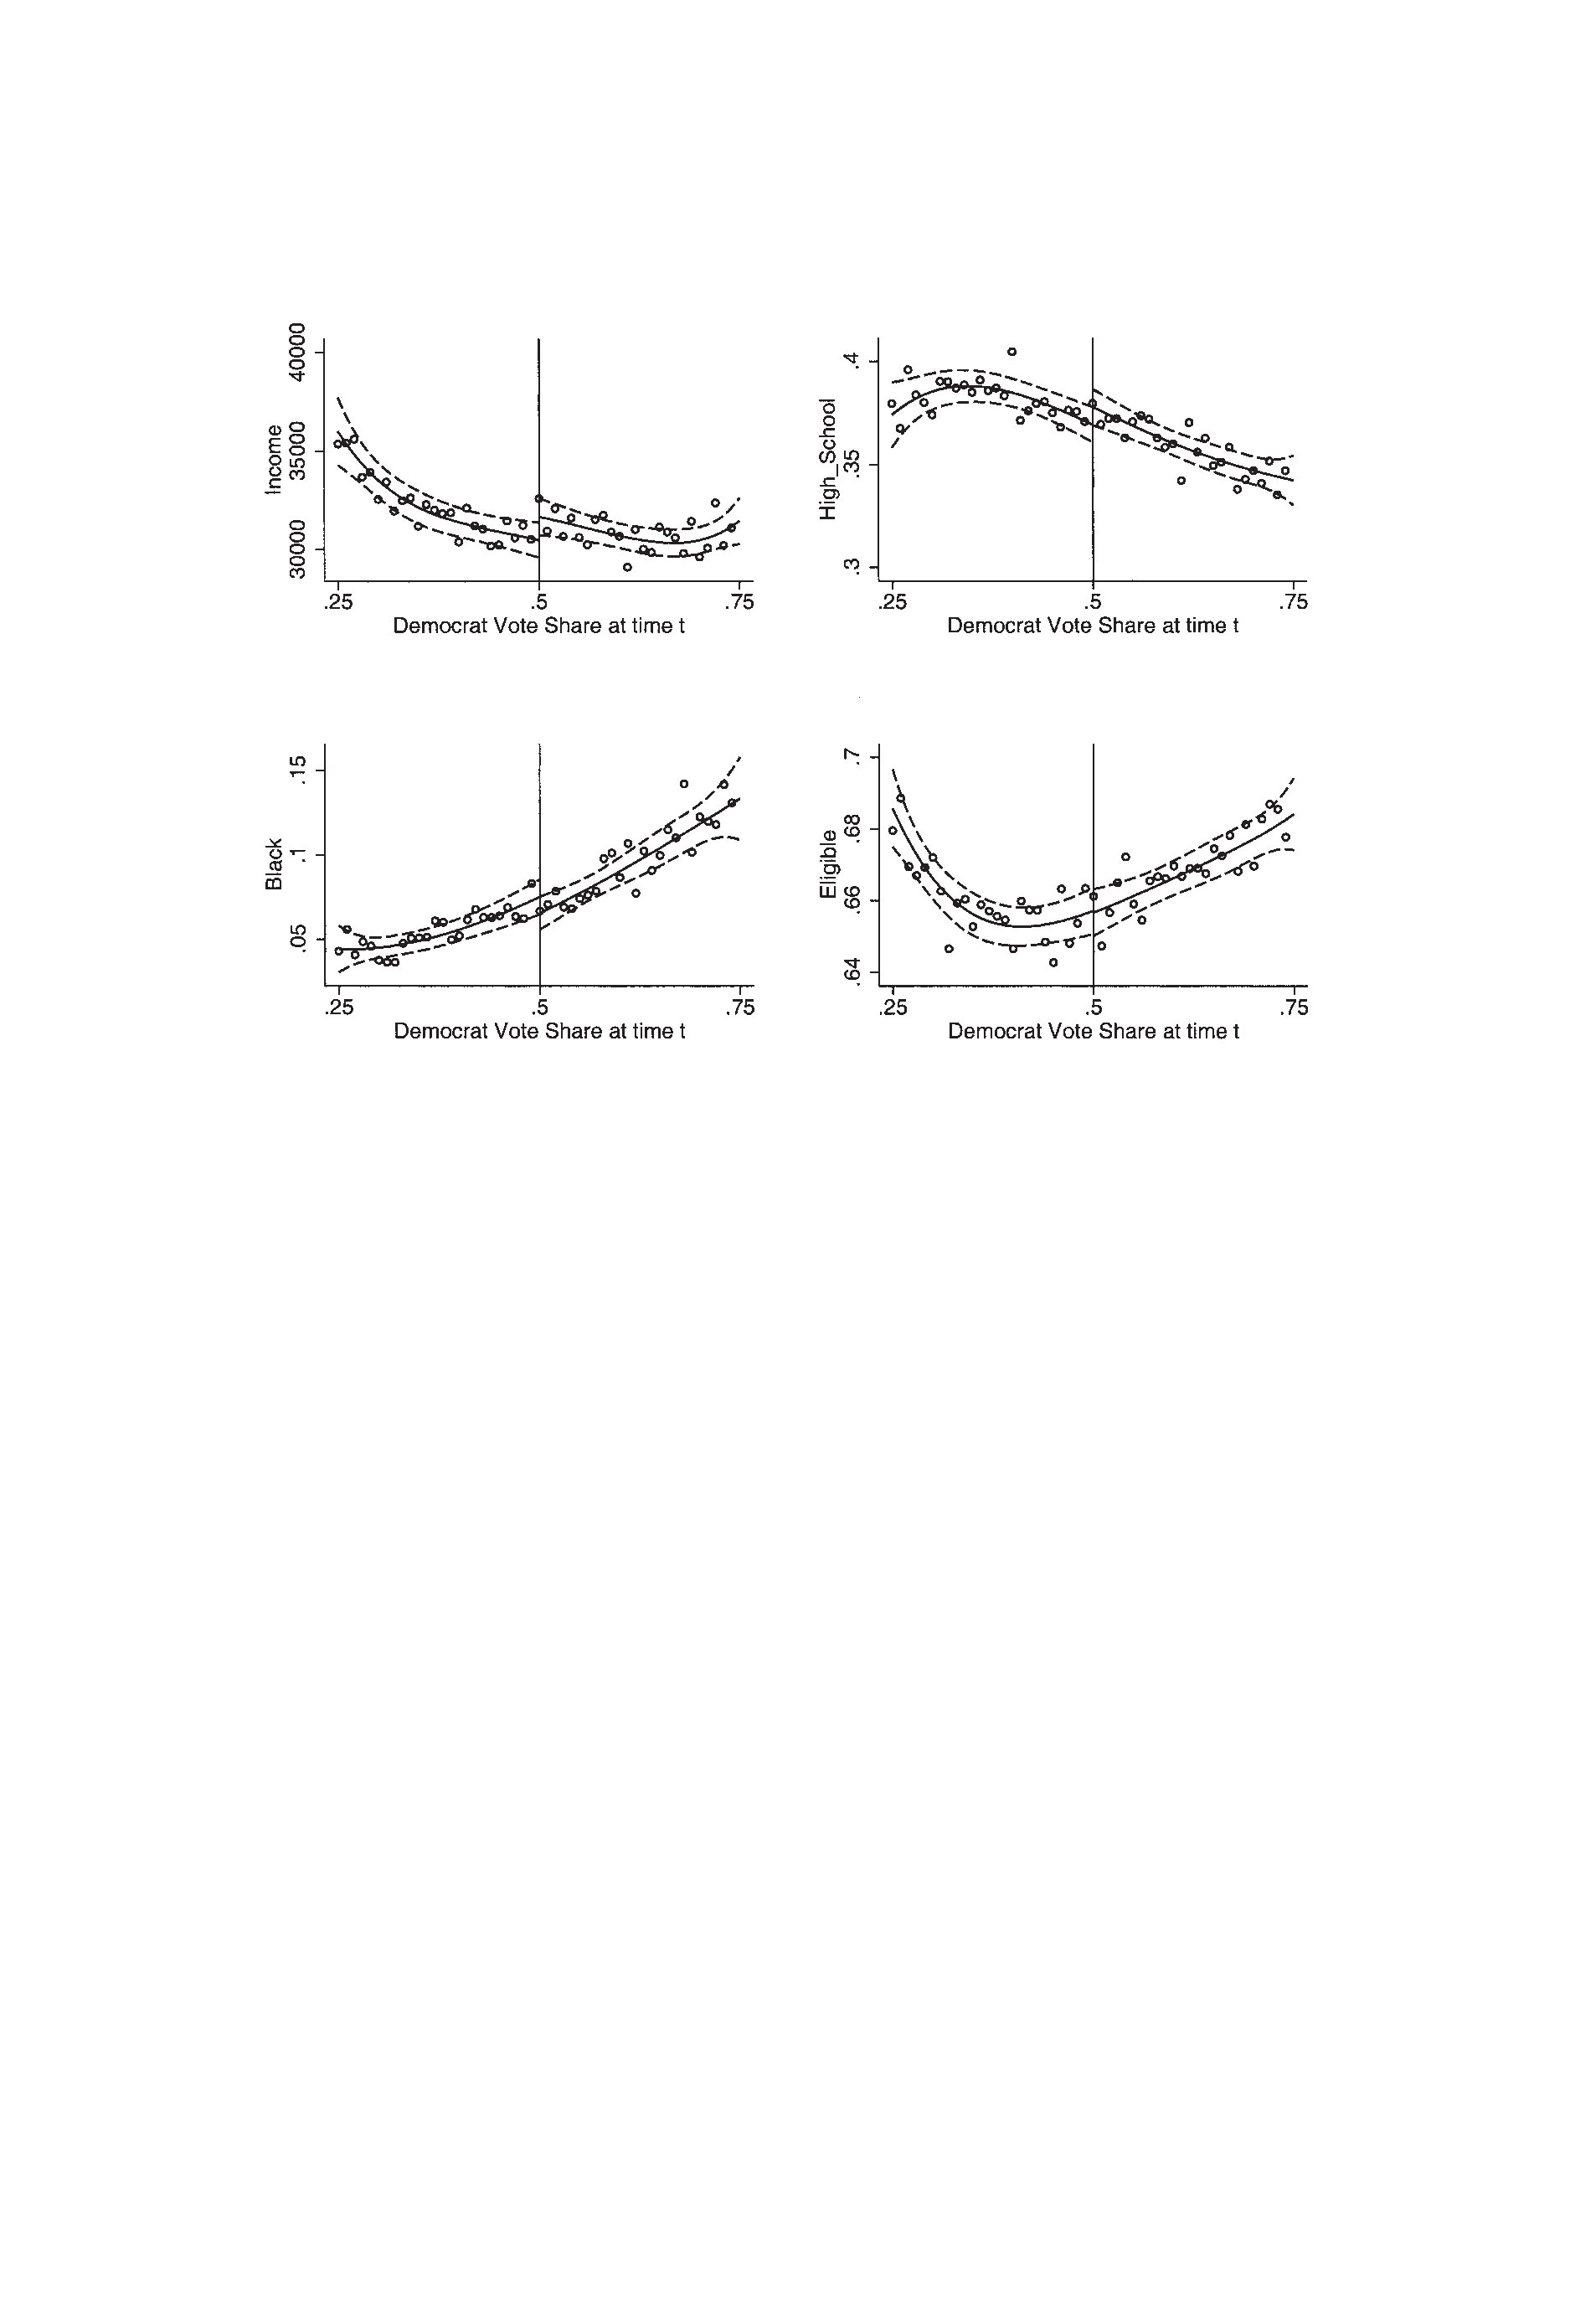 Income
40000
35000
30000
.25 .5 .75
Democrat Vote Share at time t
High_School
.4
.35
.3
.25 .5 .75
Democrat Vote Share at time t
Black
.15
.1
.05
.25 .5 .75
Democrat Vote Share at time t
Eligible
.7
.68
.66
.64
.25 .5 .75
Democrat Vote Share at time t